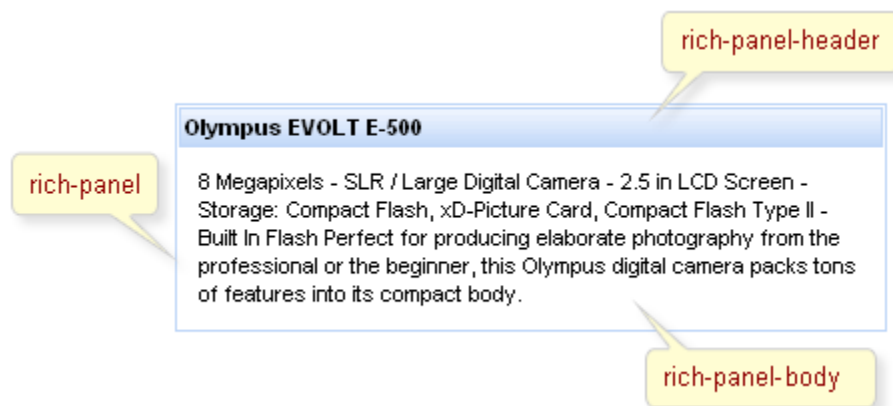 rich-panel-header
Olympus EVOLT E-500
rich-panel
8 Megapixels - SLR / Large Digital Camera - 2.5 in LCD Screen -
Storage: Compact Flash, xD-Picture Card, Compact Flash Type II -
Built In Flash Perfect for producing elaborate photography from the
professional or the beginner, this Olympus digital camera packs tons
of features into its compact body.
rich-panel-body